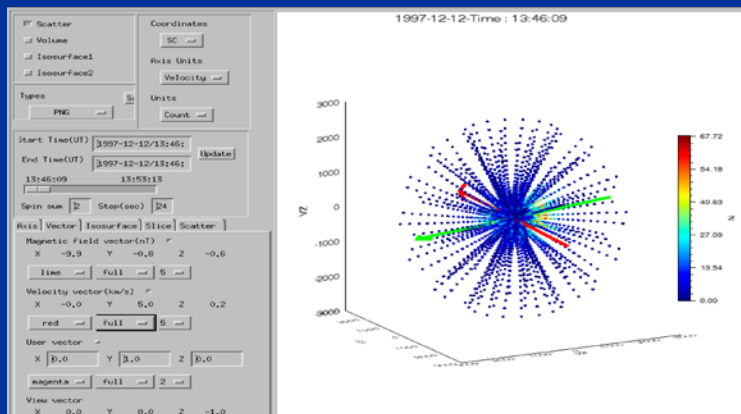 1997-12-12-Time : 13:46:09
Scatter
Volume
Isosurface1
Isosurface2
Types
PNG
Coordinates
SC
Axis Units
Velocity
Units
Count
Start Time(UT) 1997-12-12/13:46:
End Time(UT) 1997-12-12/13:46:
Update
13:46:09 13:53:13
Spin sum 2 Step(sec) 24
Axis Vector Isosurface Slice Scatter
Magnetic field vector(nT)
X -9.9 Y -0.8 Z -0.6
lime full 5
Velocity vector(km/s)
X -0.0 Y 5.0 Z 0.2
red full 5
User vector
X 0.0 Y 1.0 Z 0.0
magenta full 2
View vector
X 0.0 Y 0.0 Z -1.0
3000
2000
1000
0
-1000
-2000
-3000
VZ
67.72
54.18
40.63
27.09
13.54
0.00
N